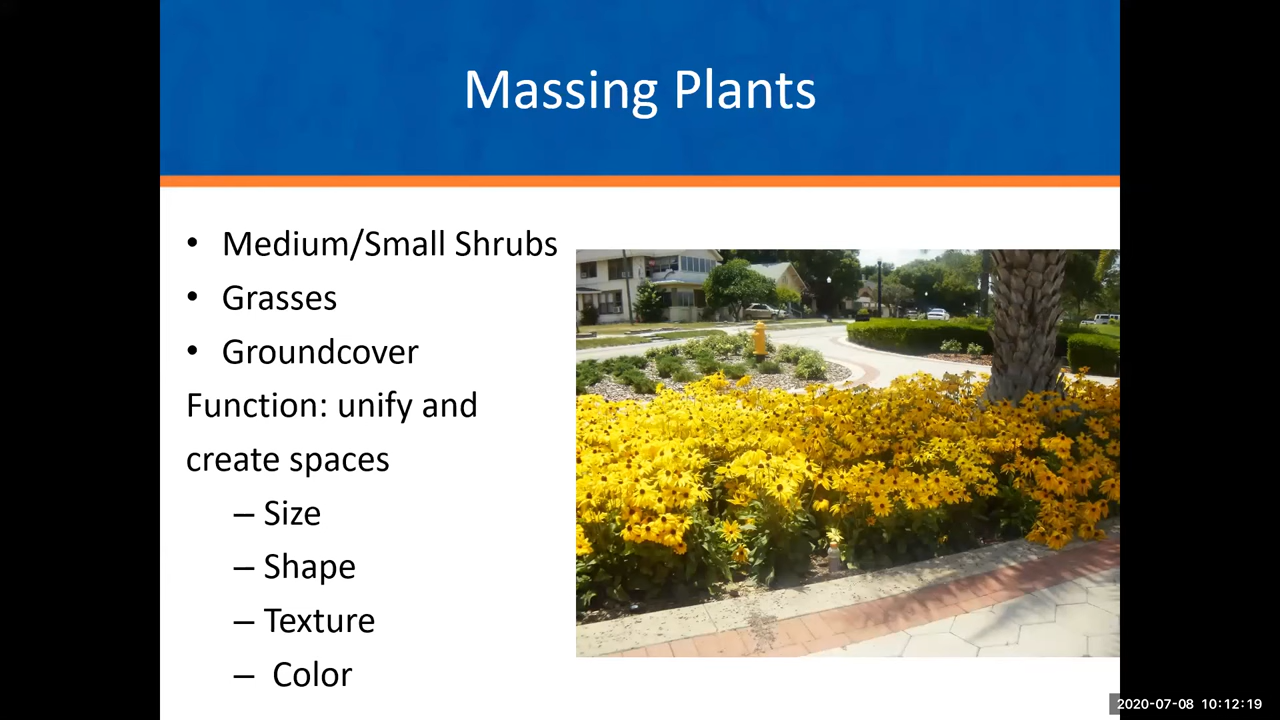 Massing Plants
• Medium/Small Shrubs
• Grasses
• Groundcover
Function: unify and
create spaces
– Size
– Shape
– Texture
– Color
2020-07-08 10:12:19